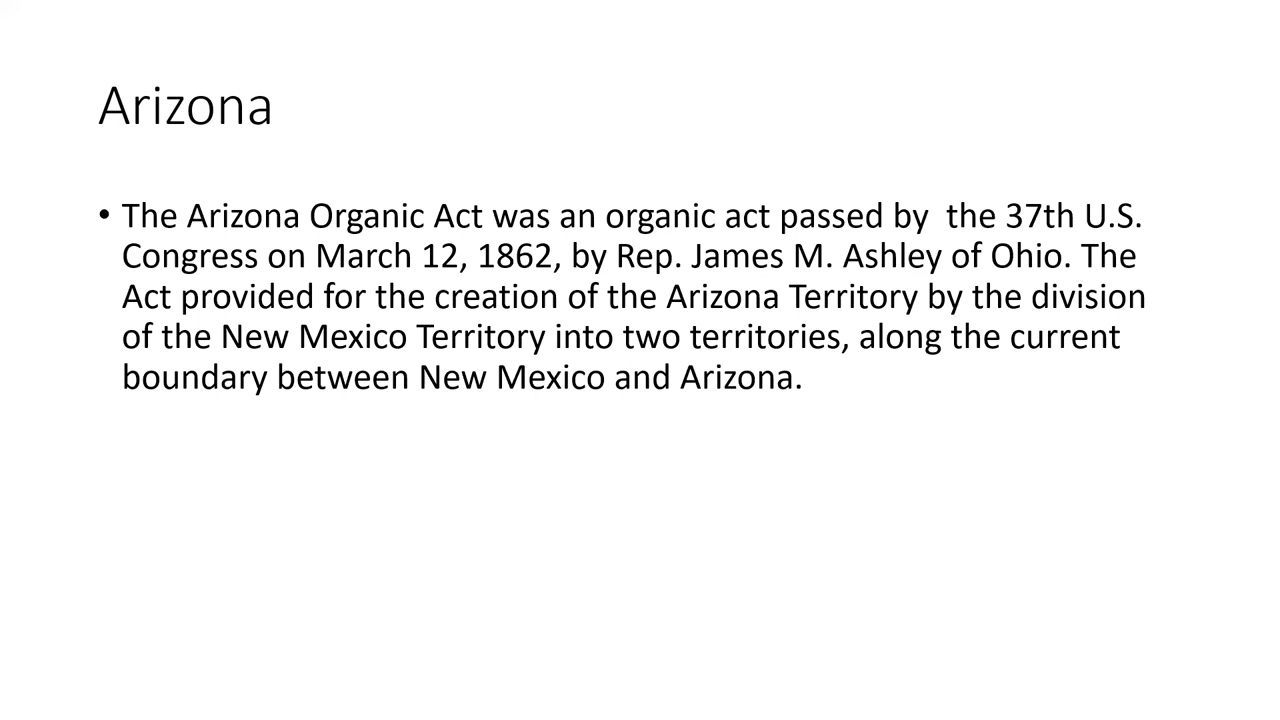 Arizona
• The Arizona Organic Act was an organic act passed by  the 37th U.S.
Congress on March 12, 1862, by Rep. James M. Ashley of Ohio. The
Act provided for the creation of the Arizona Territory by the division
of the New Mexico Territory into two territories, along the current
boundary between New Mexico and Arizona.